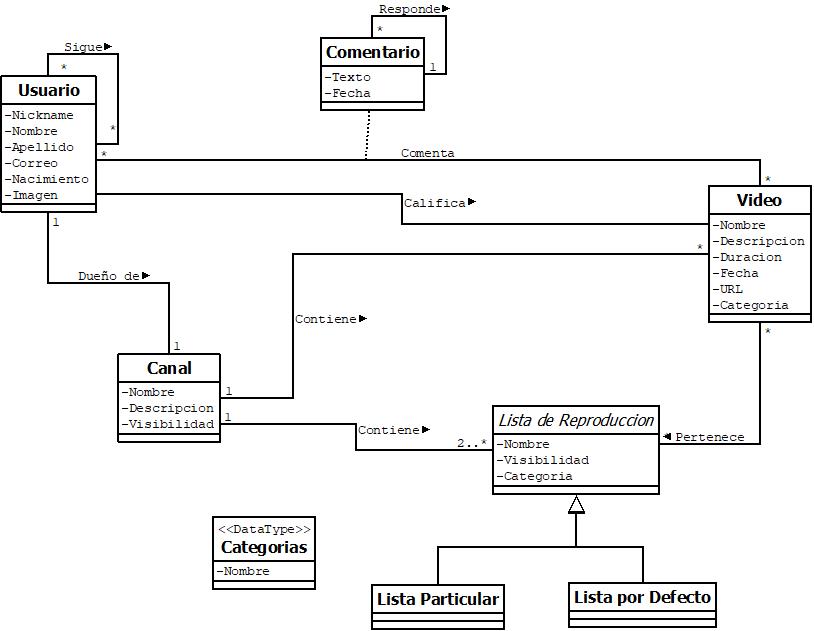 Responde
*
1
Comentario
-Texto
-Fecha
Sigue
*
*
Usuario
-Nickname
-Nombre
-Apellido
-Correo
-Nacimiento
-Imagen
*
Comenta
*
Califica
Video
-Nombre
-Descripcion
-Duracion
-Fecha
-URL
-Categoria
1
Dueño de
1
*
Contiene
Canal
-Nombre
-Descripcion
-Visibilidad
1
1
Contiene
2..*
*
Pertenece
Lista de Reproduccion
-Nombre
-Visibilidad
-Categoria
<<DataType>>
Categorias
-Nombre
Lista Particular
Lista por Defecto